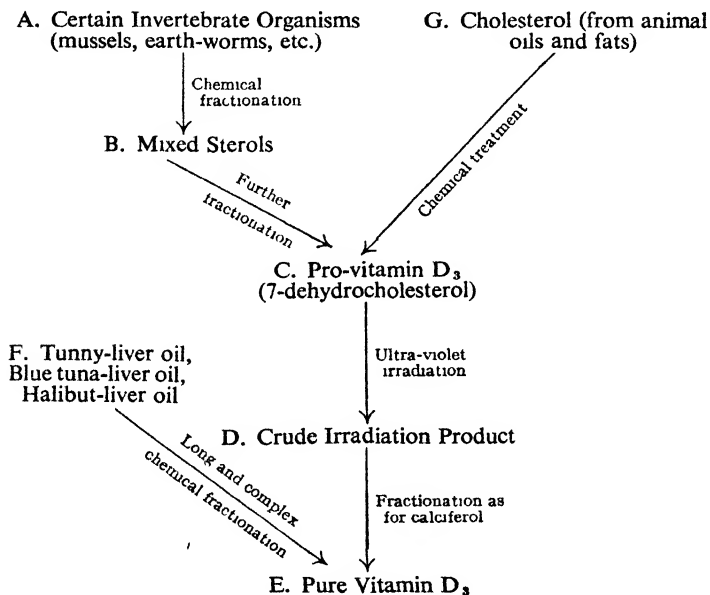 A. Certain Invertebrate Organisms
(mussels, earth-worms, etc.)
G. Cholesterol (from animal
oils and fats)
Chemical
fractionation
Chemical treatment
B. Mixed Sterols
Further
fractionation
C. Pro-vitamin D₃
(7-dehydrocholesterol)
Ultra-violet
irradiation
F. Tunny-liver oil,
Blue tuna-liver oil,
Halibut-liver oil
D. Crude Irradiation Product
Long and complex
chemical fractionation
Fractionation as
for calciferol
E. Pure Vitamin D₃